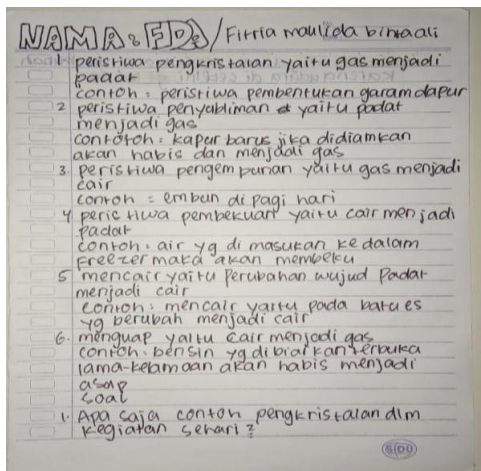 NAMA: FD2/Fitria maulida bintaali
1. peristiwa pengkristalan yaitu gas menjadi
padat
contoh: peristiwa pembentukan garam dapur
2 peristiwa penyubliman yaitu padat
menjadi gas
contotoh: kapur barus jika didiamkan
akan habis dan menjadi gas
3. peristiwa pengembunan yaitu gas menjadi
cair
contoh = embun di pagi hari
4 peristiwa pembekuan yaitu cair menjadi
padat
contoh: air yg di masukan ke dalam
Freezer maka akan membeku
5 mencair yaitu perubahan wujud padat
menjadi cair
contoh: mencair yaitu pada batu es
yg berubah menjadi cair
6. menguap yaitu cair menjadi gas
contoh: bensin yg dibiarkan terbuka
lama-kelamaan akan habis menjadi
asap
soal
1. Apa saja contoh pengkristalan dlm
kegiatan sehari?
SIDU